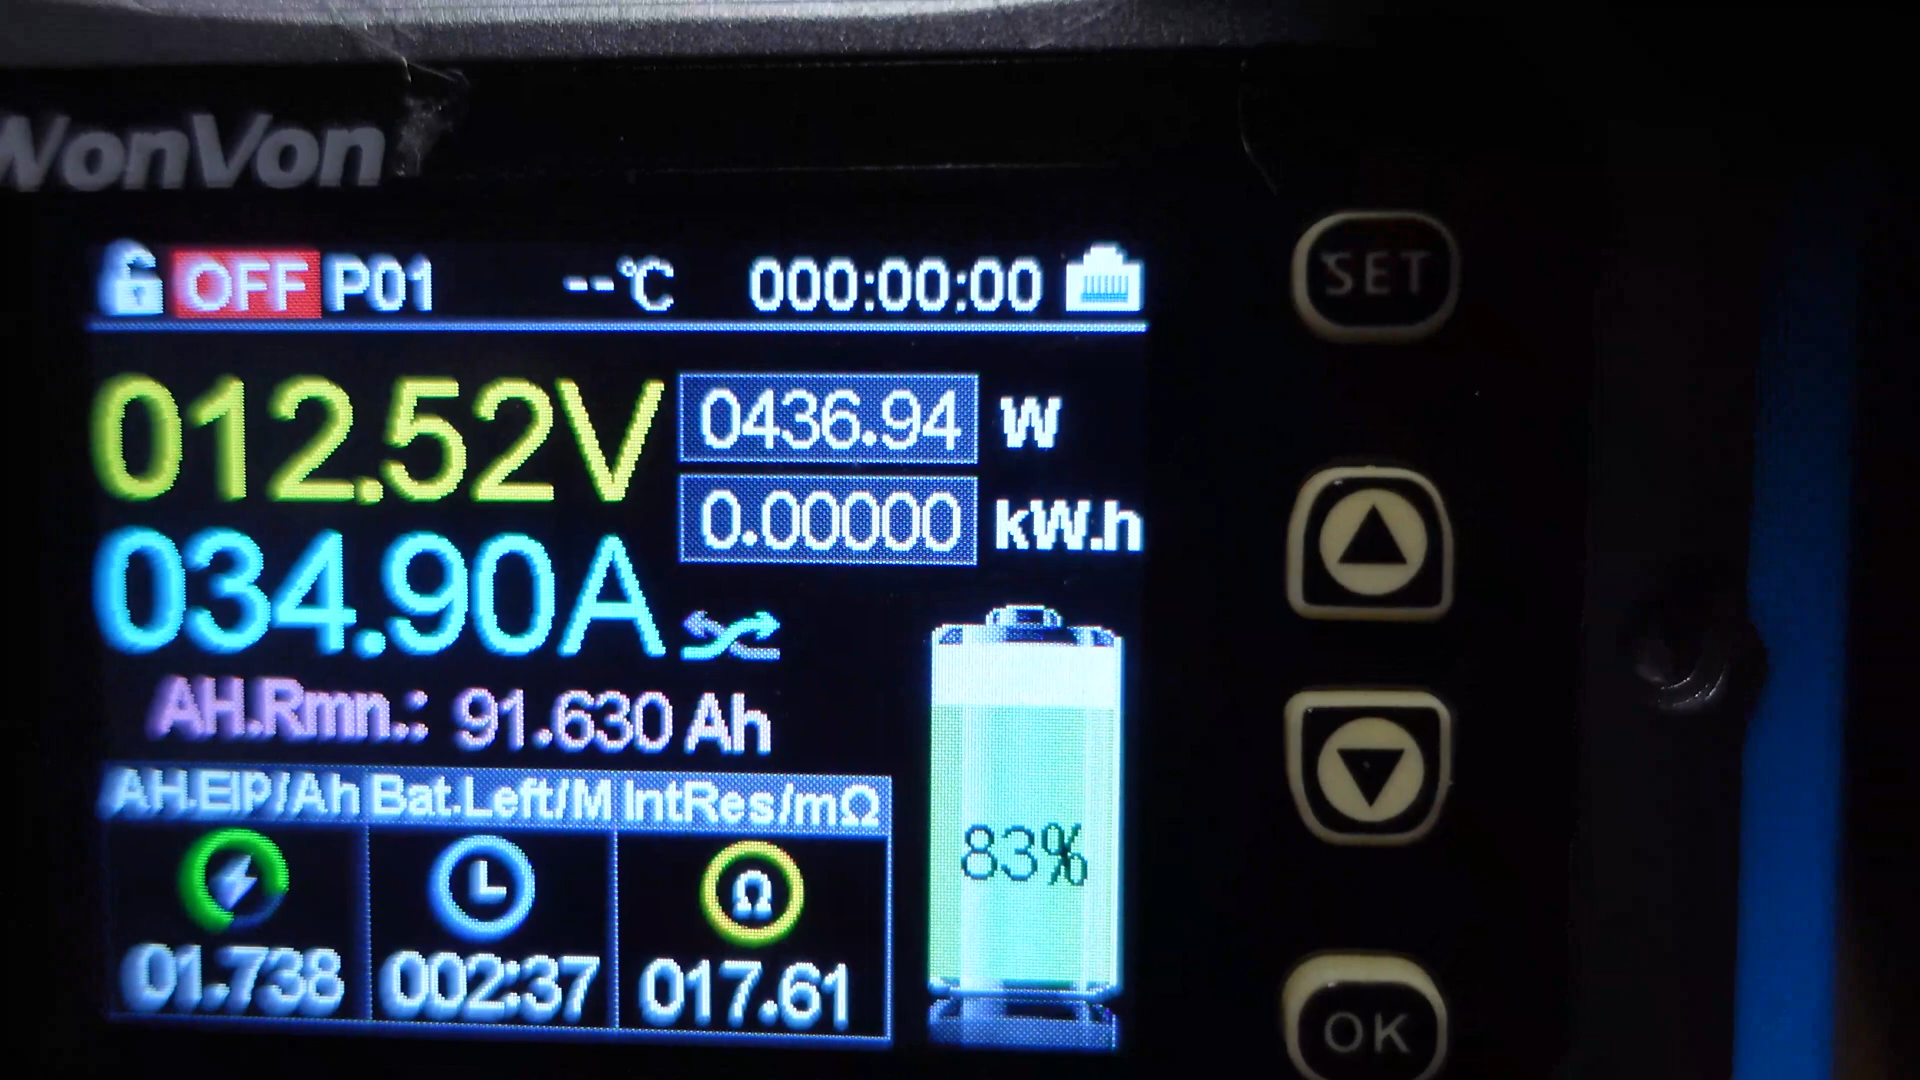 WonVon
OFF P01 --℃ 000:00:00
SET
012.52V 0436.94 W
0.00000 kW.h
034.90A
AH.Rmn.: 91.630 Ah
AH.EIP/Ah Bat.Left/M IntRes/mΩ
83%
01.738 002:37 017.61
OK